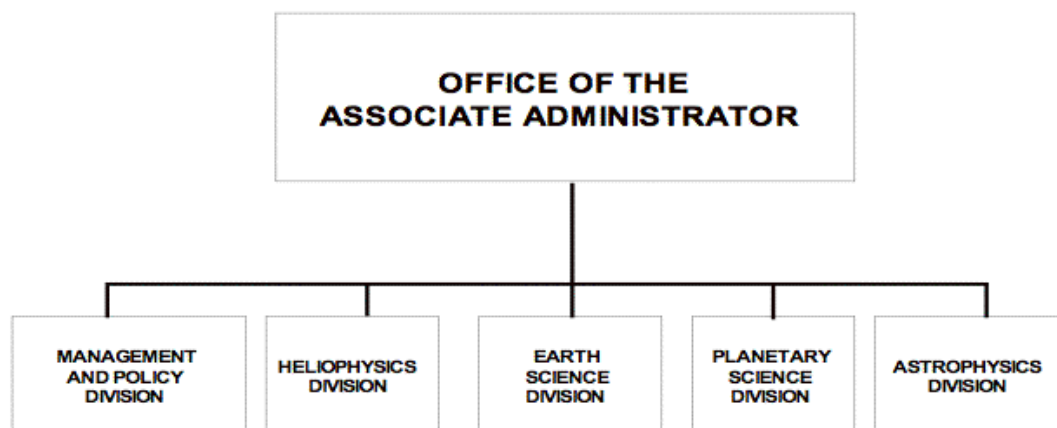 OFFICE OF THE
ASSOCIATE ADMINISTRATOR
MANAGEMENT
AND POLICY
DIVISION
HELIOPHYSICS
DIVISION
EARTH
SCIENCE
DIVISION
PLANETARY
SCIENCE
DIVISION
ASTROPHYSICS
DIVISION